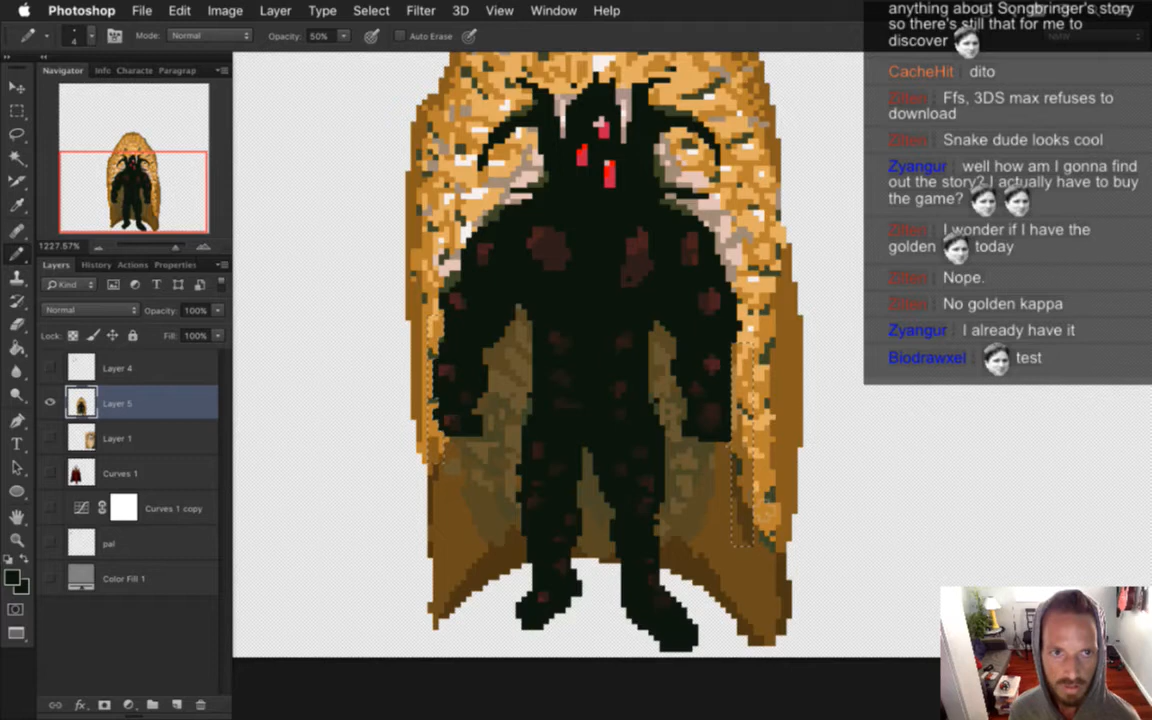 Photoshop File Edit Image Layer Type Select Filter 3D View Window Help
4 Mode: Normal Opacity: 50% Auto Erase
Navigator Info Characte Paragrap
1227.57%
Layers History Actions Properties
Kind
Normal Opacity: 100%
Lock: Fill: 100%
Layer 4
Layer 5
Layer 1
Curves 1
Curves 1 copy
pal
Color Fill 1
fx
anything about Songbringer's story
so there's still that for me to
discover
CacheHit : dito
Ffs, 3DS max refuses to
download
Snake dude looks cool
Zyangur : well how am I gonna find
out the story? I actually have to buy
the game?
I wonder if I have the
golden today
Nope.
No golden kappa
Zyangur : I already have it
Biodrawxel : test